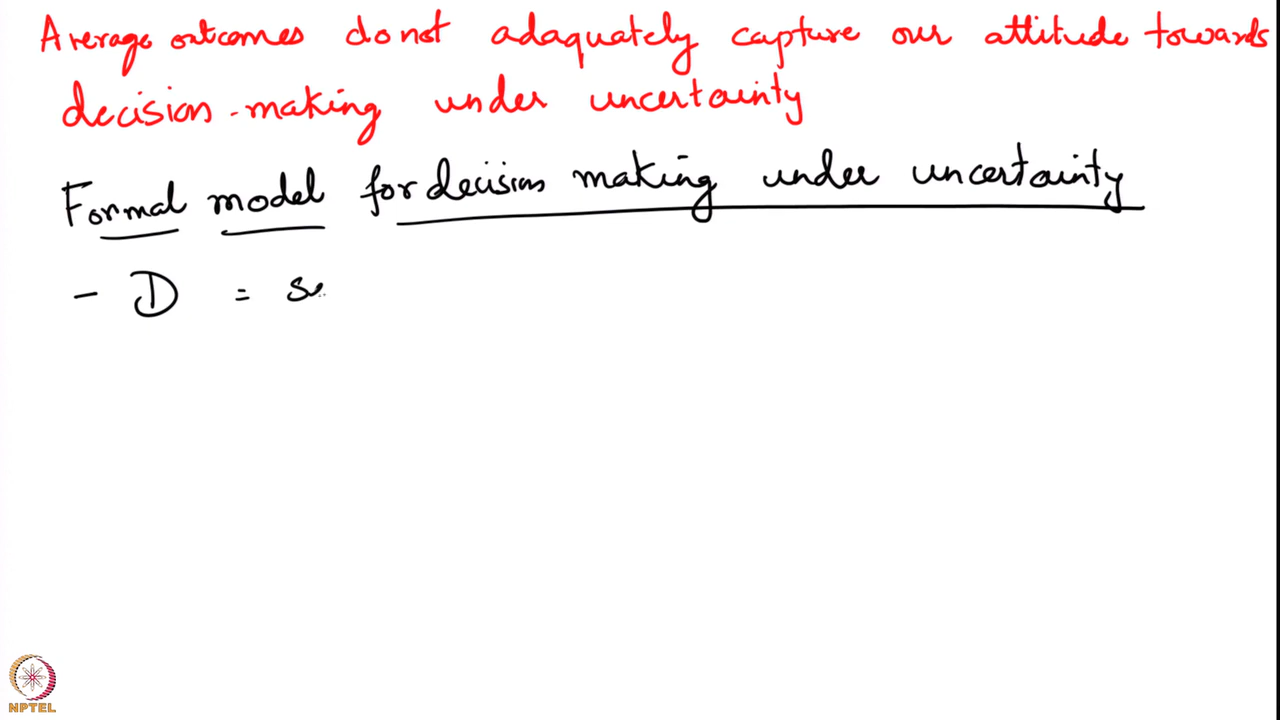 Average outcomes do not adaquately capture our attitude towards
decision-making under uncertainty
Formal model for decision making under uncertainty
- D = se
NPTEL